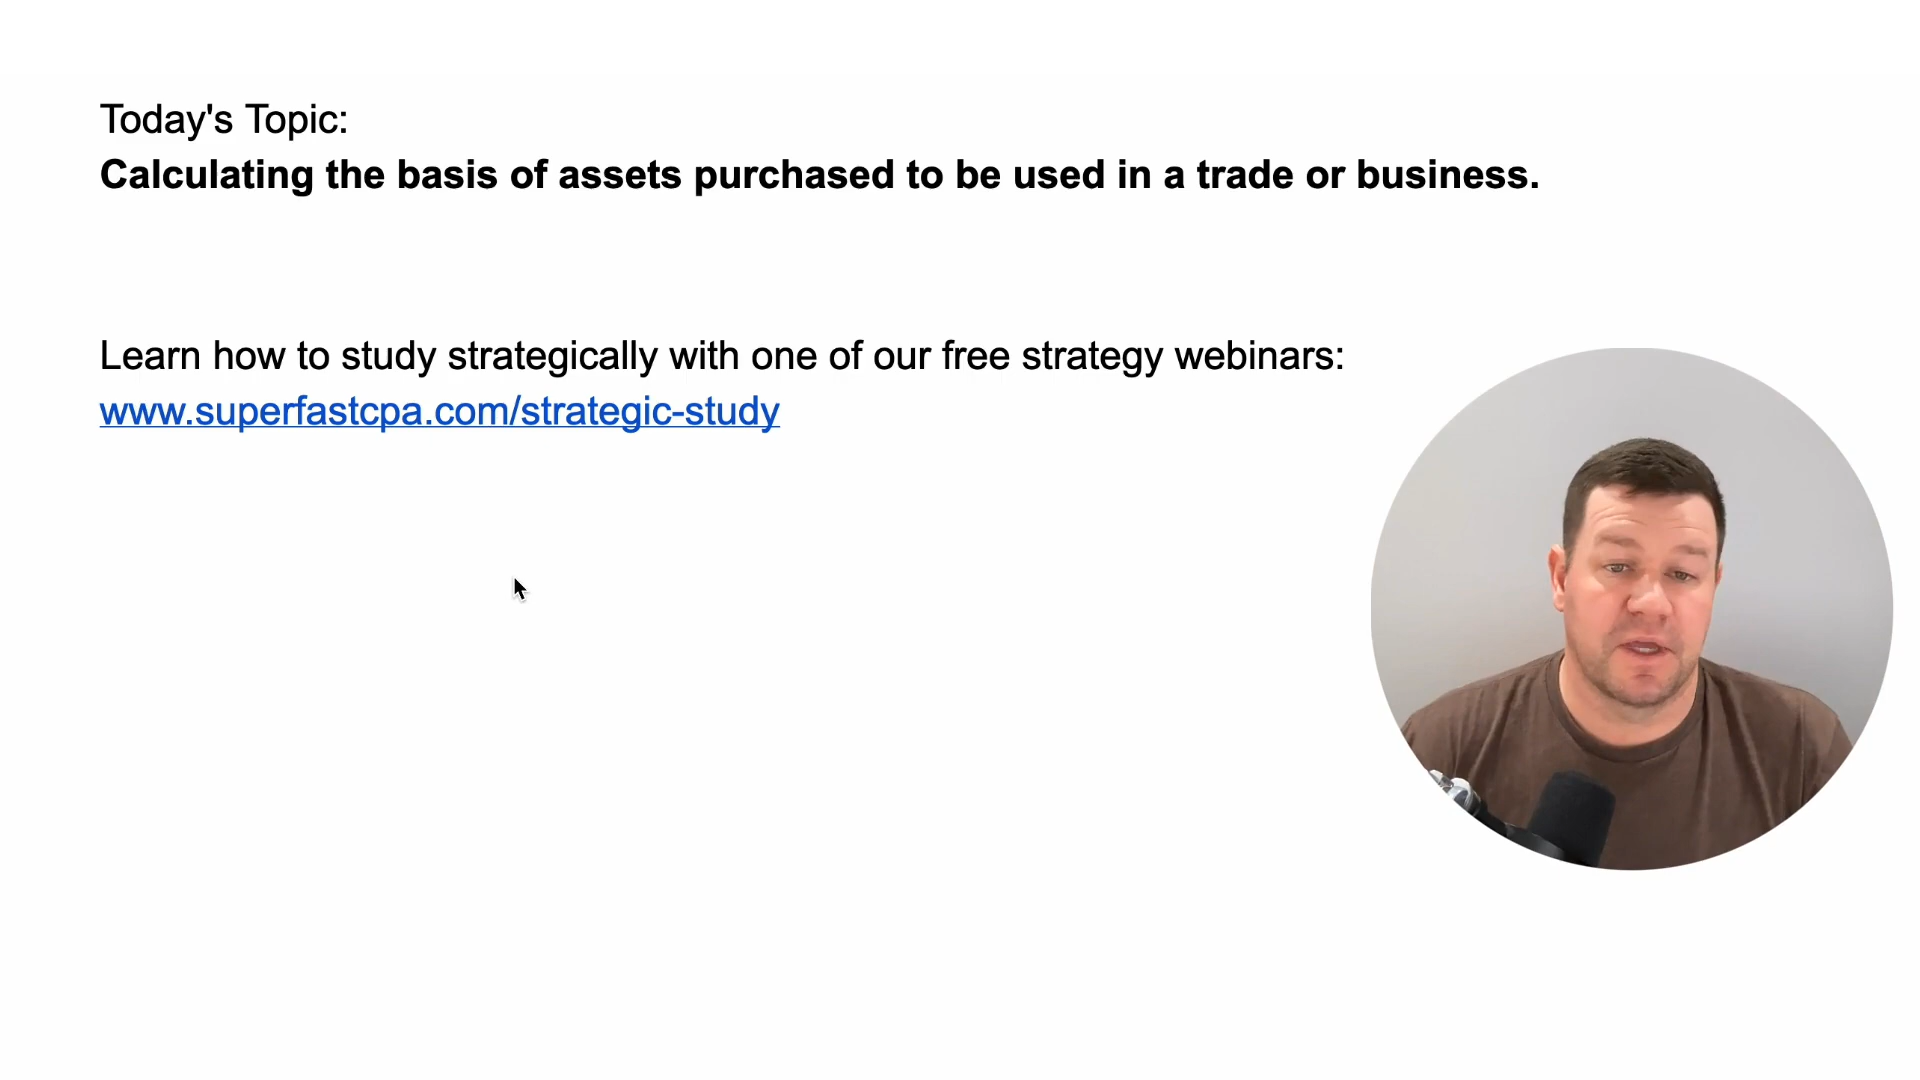 Today's Topic:
Calculating the basis of assets purchased to be used in a trade or business.
Learn how to study strategically with one of our free strategy webinars:
www.superfastcpa.com/strategic-study